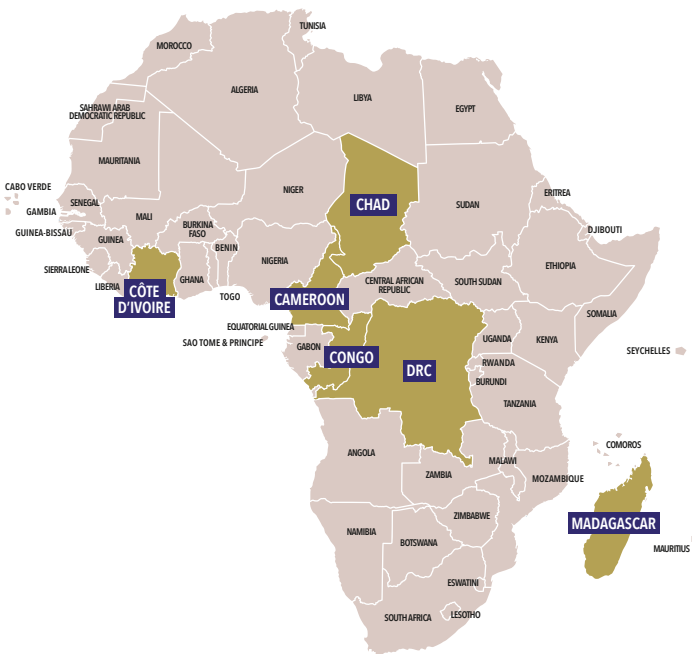 TUNISIA
MOROCCO
ALGERIA
LIBYA
EGYPT
SAHRAWI ARAB
DEMOCRATIC REPUBLIC
MAURITANIA
CABO VERDE
SENEGAL
GAMBIA
MALI
NIGER
CHAD
SUDAN
ERITREA
GUINEA-BISSAU
GUINEA
BURKINA
FASO
BENIN
NIGERIA
DJIBOUTI
SIERRA LEONE
LIBERIA
CÔTE
D'IVOIRE
GHANA
TOGO
CAMEROON
CENTRAL AFRICAN
REPUBLIC
SOUTH SUDAN
ETHIOPIA
SOMALIA
EQUATORIAL GUINEA
SAO TOME & PRINCIPE
GABON
CONGO
DRC
UGANDA
KENYA
RWANDA
BURUNDI
SEYCHELLES
TANZANIA
ANGOLA
ZAMBIA
MALAWI
COMOROS
MOZAMBIQUE
MADAGASCAR
MAURITIUS
NAMIBIA
ZIMBABWE
BOTSWANA
ESWATINI
SOUTH AFRICA
LESOTHO